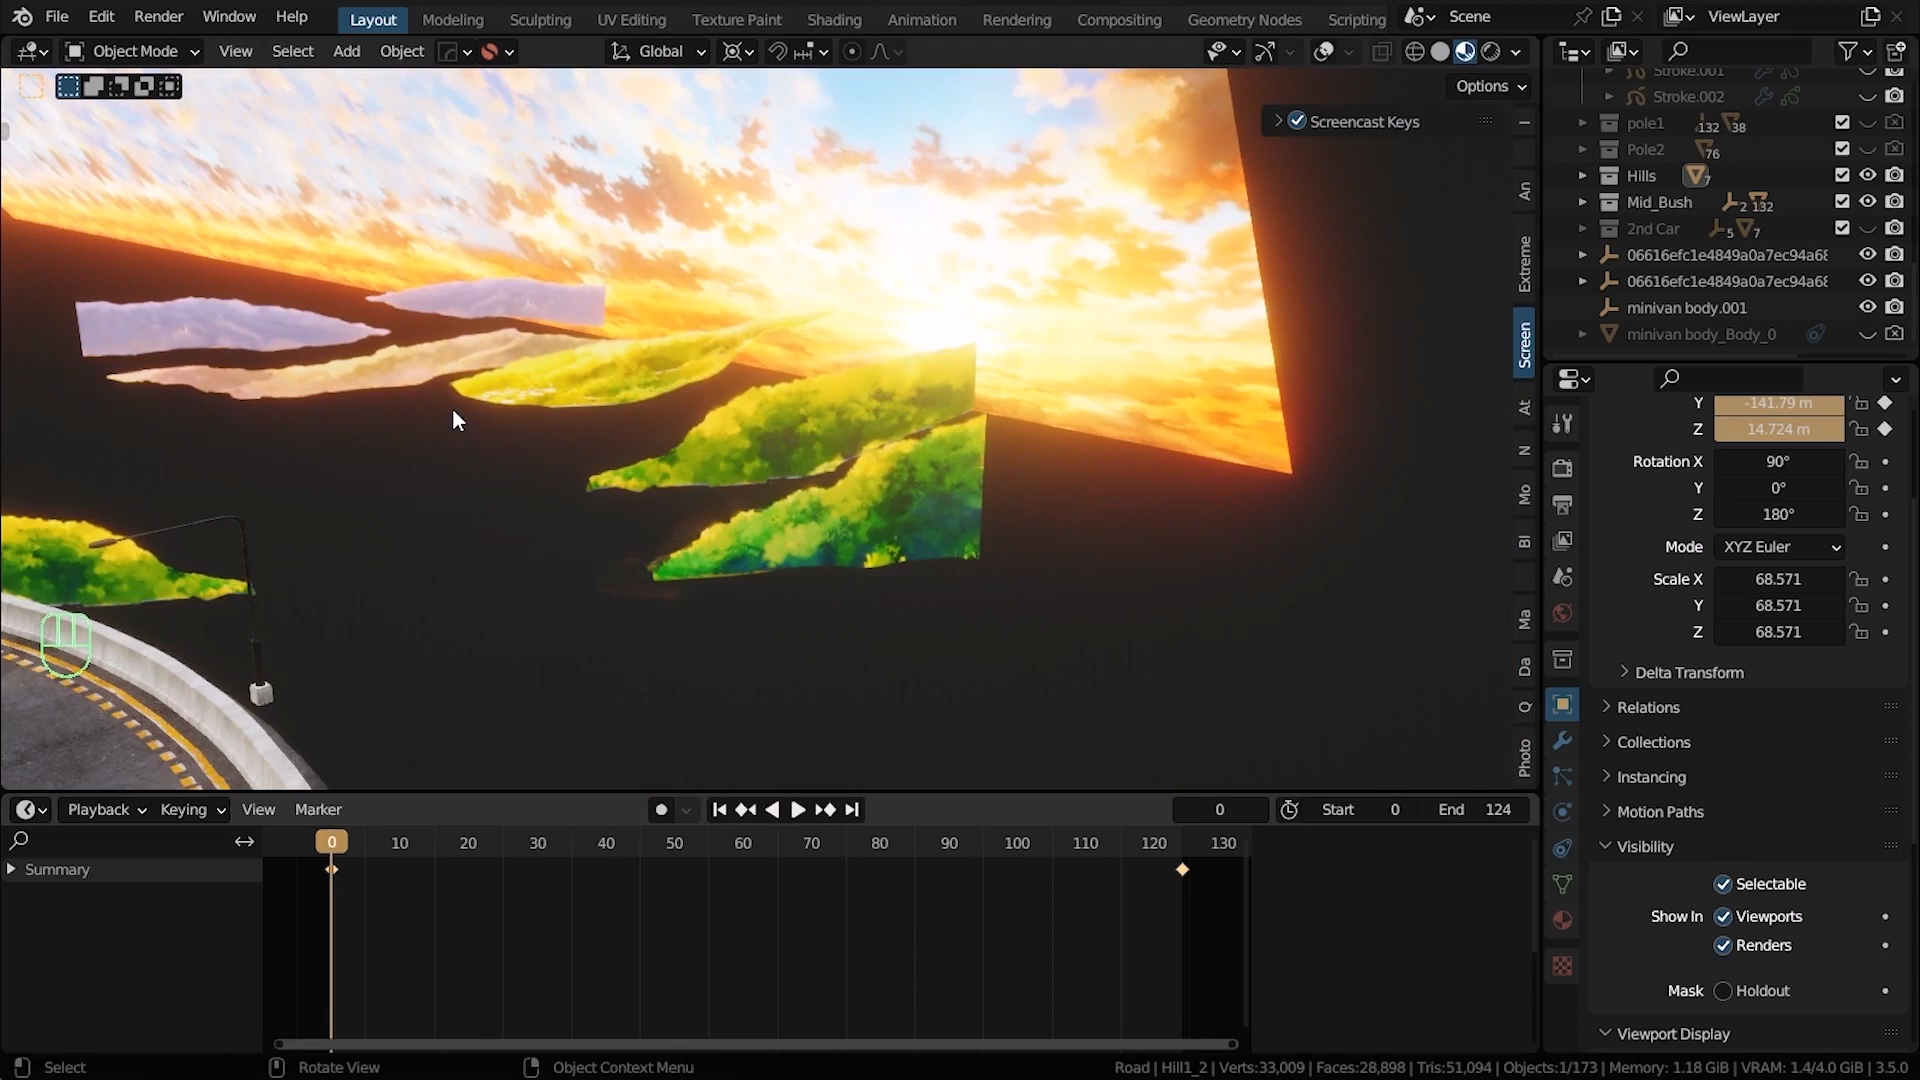 File Edit Render Window Help Layout Modeling Sculpting UV Editing Texture Paint Shading Animation Rendering Compositing Geometry Nodes Scripting Scene ViewLayer
Object Mode View Select Add Object Global
Options
Screencast Keys
Stroke.001
Stroke.002
pole1 132 38
Pole2 76
Hills 7
Mid_Bush 2 132
2nd Car 5 7
06616efc1e4849a0a7ec94a68
06616efc1e4849a0a7ec94a68
minivan body.001
minivan body_Body_0
An
Extreme
Screen
At
N
Mo
Bl
Ma
Da
Q
Photo
Y -141.79 m
Z 14.724 m
Rotation X 90°
Y 0°
Z 180°
Mode XYZ Euler
Scale X 68.571
Y 68.571
Z 68.571
Delta Transform
Relations
Collections
Instancing
Motion Paths
Visibility
Selectable
Show In Viewports
Renders
Mask Holdout
Viewport Display
Playback Keying View Marker 0 Start 0 End 124
0 10 20 30 40 50 60 70 80 90 100 110 120 130
Summary
Select Rotate View Object Context Menu Road | Hill1_2 | Verts:33,009 | Faces:28,898 | Tris:51,094 | Objects:1/173 | Memory: 1.18 GiB | VRAM: 1.4/4.0 GiB | 3.5.0